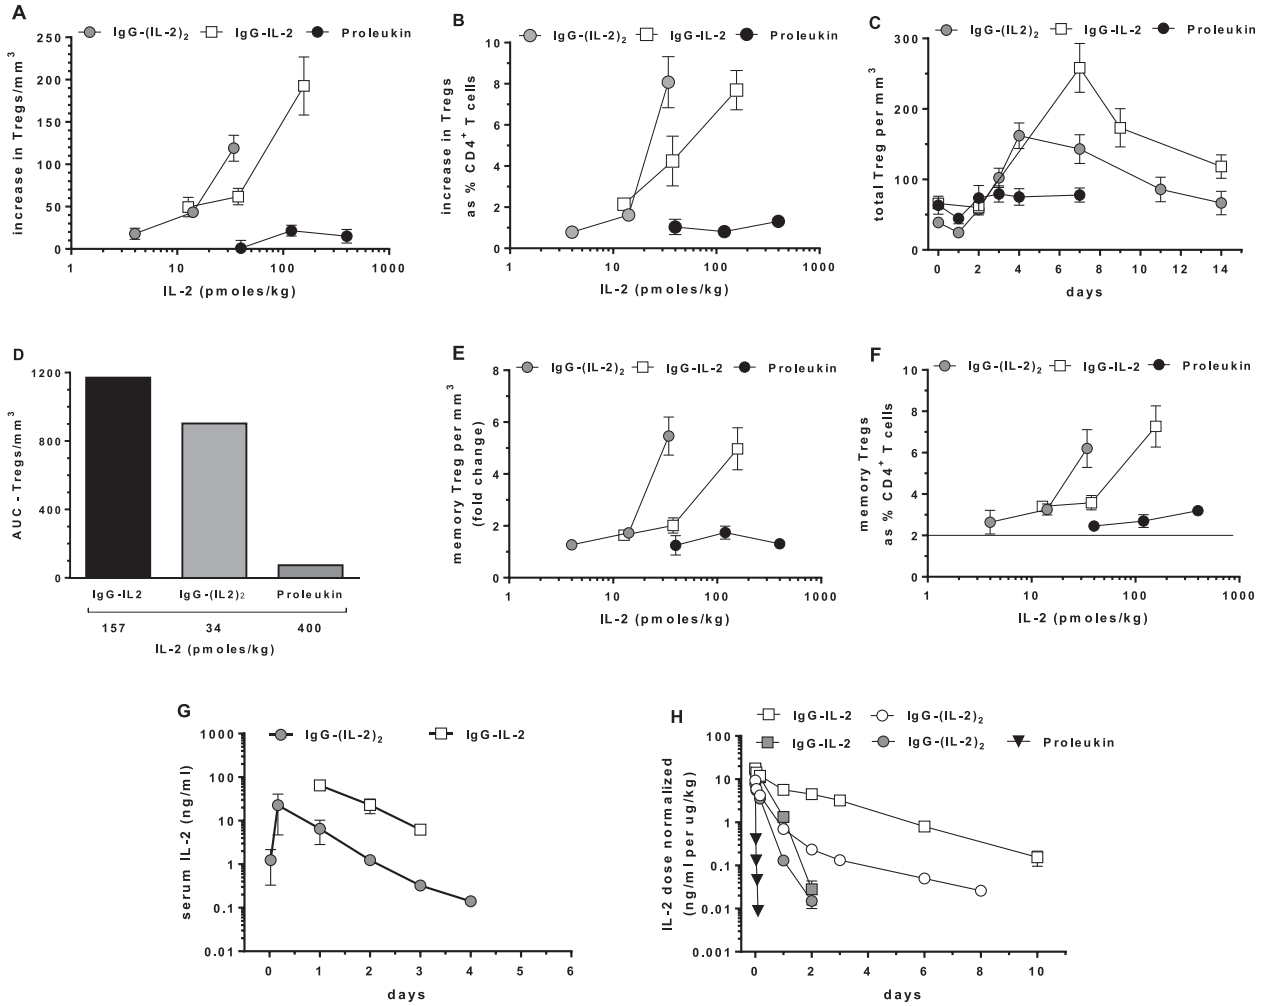 A
IgG-(IL-2)2 IgG-IL-2 Proleukin
increase in Tregs/mm3
250
200
150
100
50
0
1 10 100 1000
IL-2 (pmoles/kg)
B
IgG-(IL-2)2 IgG-IL-2 Proleukin
increase in Tregs
as % CD4+ T cells
10
8
6
4
2
0
1 10 100 1000
IL-2 (pmoles/kg)
C
IgG-(IL2)2 IgG-IL-2 Proleukin
total Treg per mm3
300
200
100
0
0 2 4 6 8 10 12 14
days
D
AUC - Tregs/mm3
1200
800
400
0
IgG-IL2 IgG-(IL2)2 Proleukin
157 34 400
IL-2 (pmoles/kg)
E
IgG-(IL-2)2 IgG-IL-2 Proleukin
memory Treg per mm3
(fold change)
8
6
4
2
0
1 10 100 1000
IL-2 (pmoles/kg)
F
IgG-(IL-2)2 IgG-IL-2 Proleukin
memory Tregs
as % CD4+ T cells
10
8
6
4
2
0
1 10 100 1000
IL-2 (pmoles/kg)
G
IgG-(IL-2)2 IgG-IL-2
serum IL-2 (ng/ml)
1000
100
10
1
0.1
0.01
0 1 2 3 4 5 6
days
H
IgG-IL-2 IgG-(IL-2)2
IgG-IL-2 IgG-(IL-2)2 Proleukin
IL-2 dose normalized
(ng/ml per ug/kg)
100
10
1
0.1
0.01
0.001
0 2 4 6 8 10
days